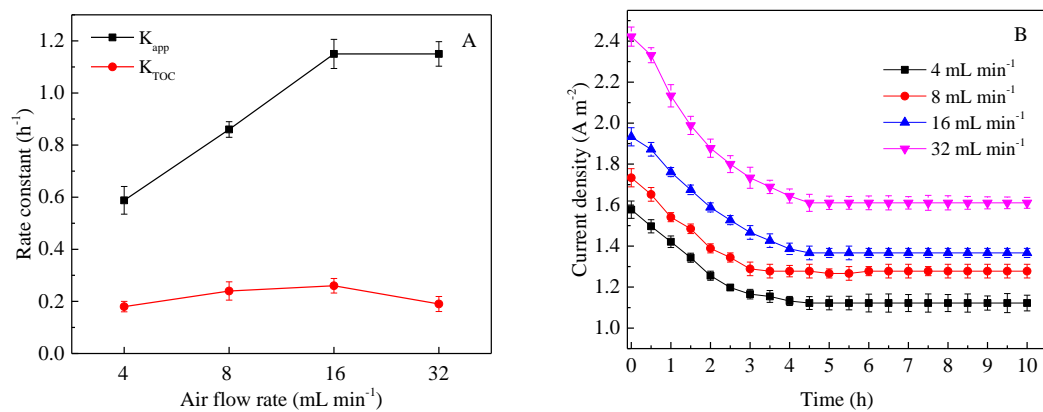 A
K_app
K_TOC
1.2
1.0
0.8
0.6
0.4
0.2
0.0
4 8 16 32
Rate constant (h⁻¹)
Air flow rate (mL min⁻¹)
B
4 mL min⁻¹
8 mL min⁻¹
16 mL min⁻¹
32 mL min⁻¹
2.4
2.2
2.0
1.8
1.6
1.4
1.2
1.0
0 1 2 3 4 5 6 7 8 9 10
Current density (A m⁻²)
Time (h)